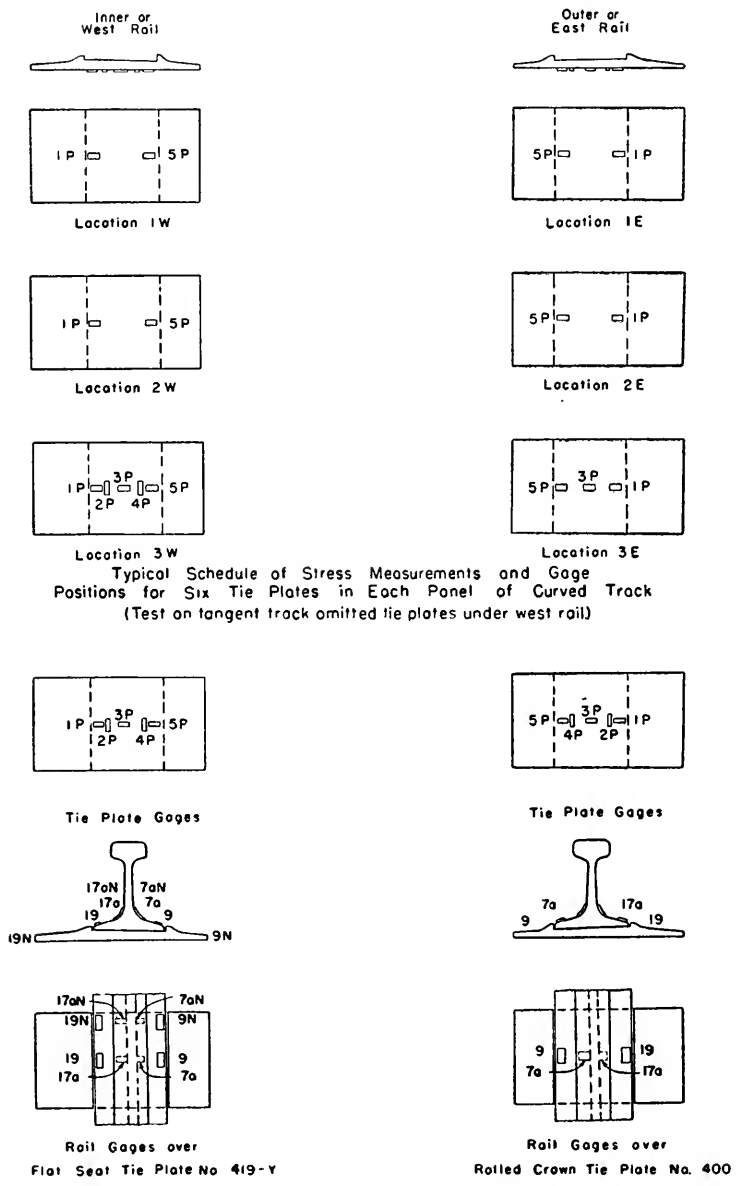 Inner or
West Rail
Outer or
East Rail
1P 5P
Location 1W
5P 1P
Location 1E
1P 5P
Location 2W
5P 1P
Location 2E
3P
1P 5P
2P 4P
Location 3W
3P
5P 1P
Location 3E
Typical Schedule of Stress Measurements and Gage
Positions for Six Tie Plates in Each Panel of Curved Track
(Test on tangent track omitted tie plates under west rail)
3P
1P 5P
2P 4P
Tie Plate Gages
3P
5P 1P
4P 2P
Tie Plate Gages
17aN 7aN
17a 7a
19 9
19N 9N
7a 17a
9 19
17aN 7aN
19N 9N
19 9
17a 7a
Rail Gages over
Flat Seat Tie Plate No 419-Y
9 19
7a 17a
Rail Gages over
Rolled Crown Tie Plate No. 400